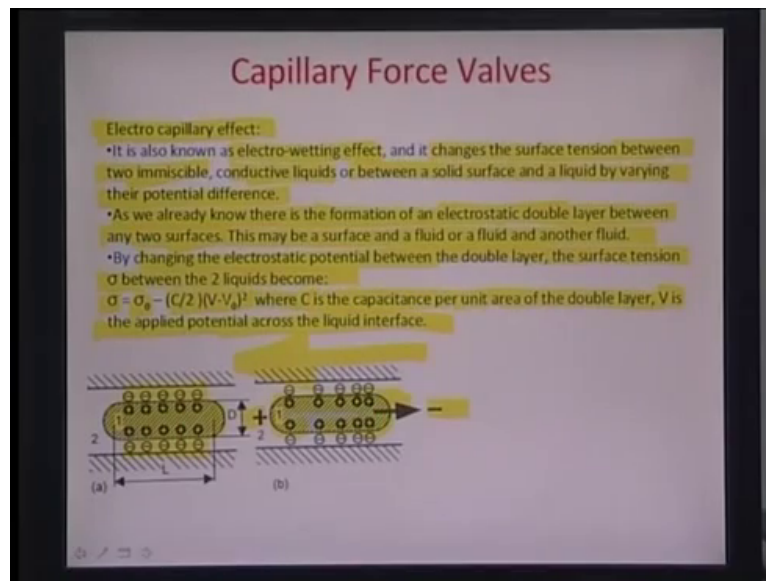 Capillary Force Valves
Electro capillary effect:
•It is also known as electro-wetting effect, and it changes the surface tension between
two immiscible, conductive liquids or between a solid surface and a liquid by varying
their potential difference.
•As we already know there is the formation of an electrostatic double layer between
any two surfaces. This may be a surface and a fluid or a fluid and another fluid.
•By changing the electrostatic potential between the double layer, the surface tension
σ between the 2 liquids become:
σ = σ₀ – (C/2 )(V-V₀)² where C is the capacitance per unit area of the double layer, V is
the applied potential across the liquid interface.
1 D + 1 -
2 2
L
(a) (b)